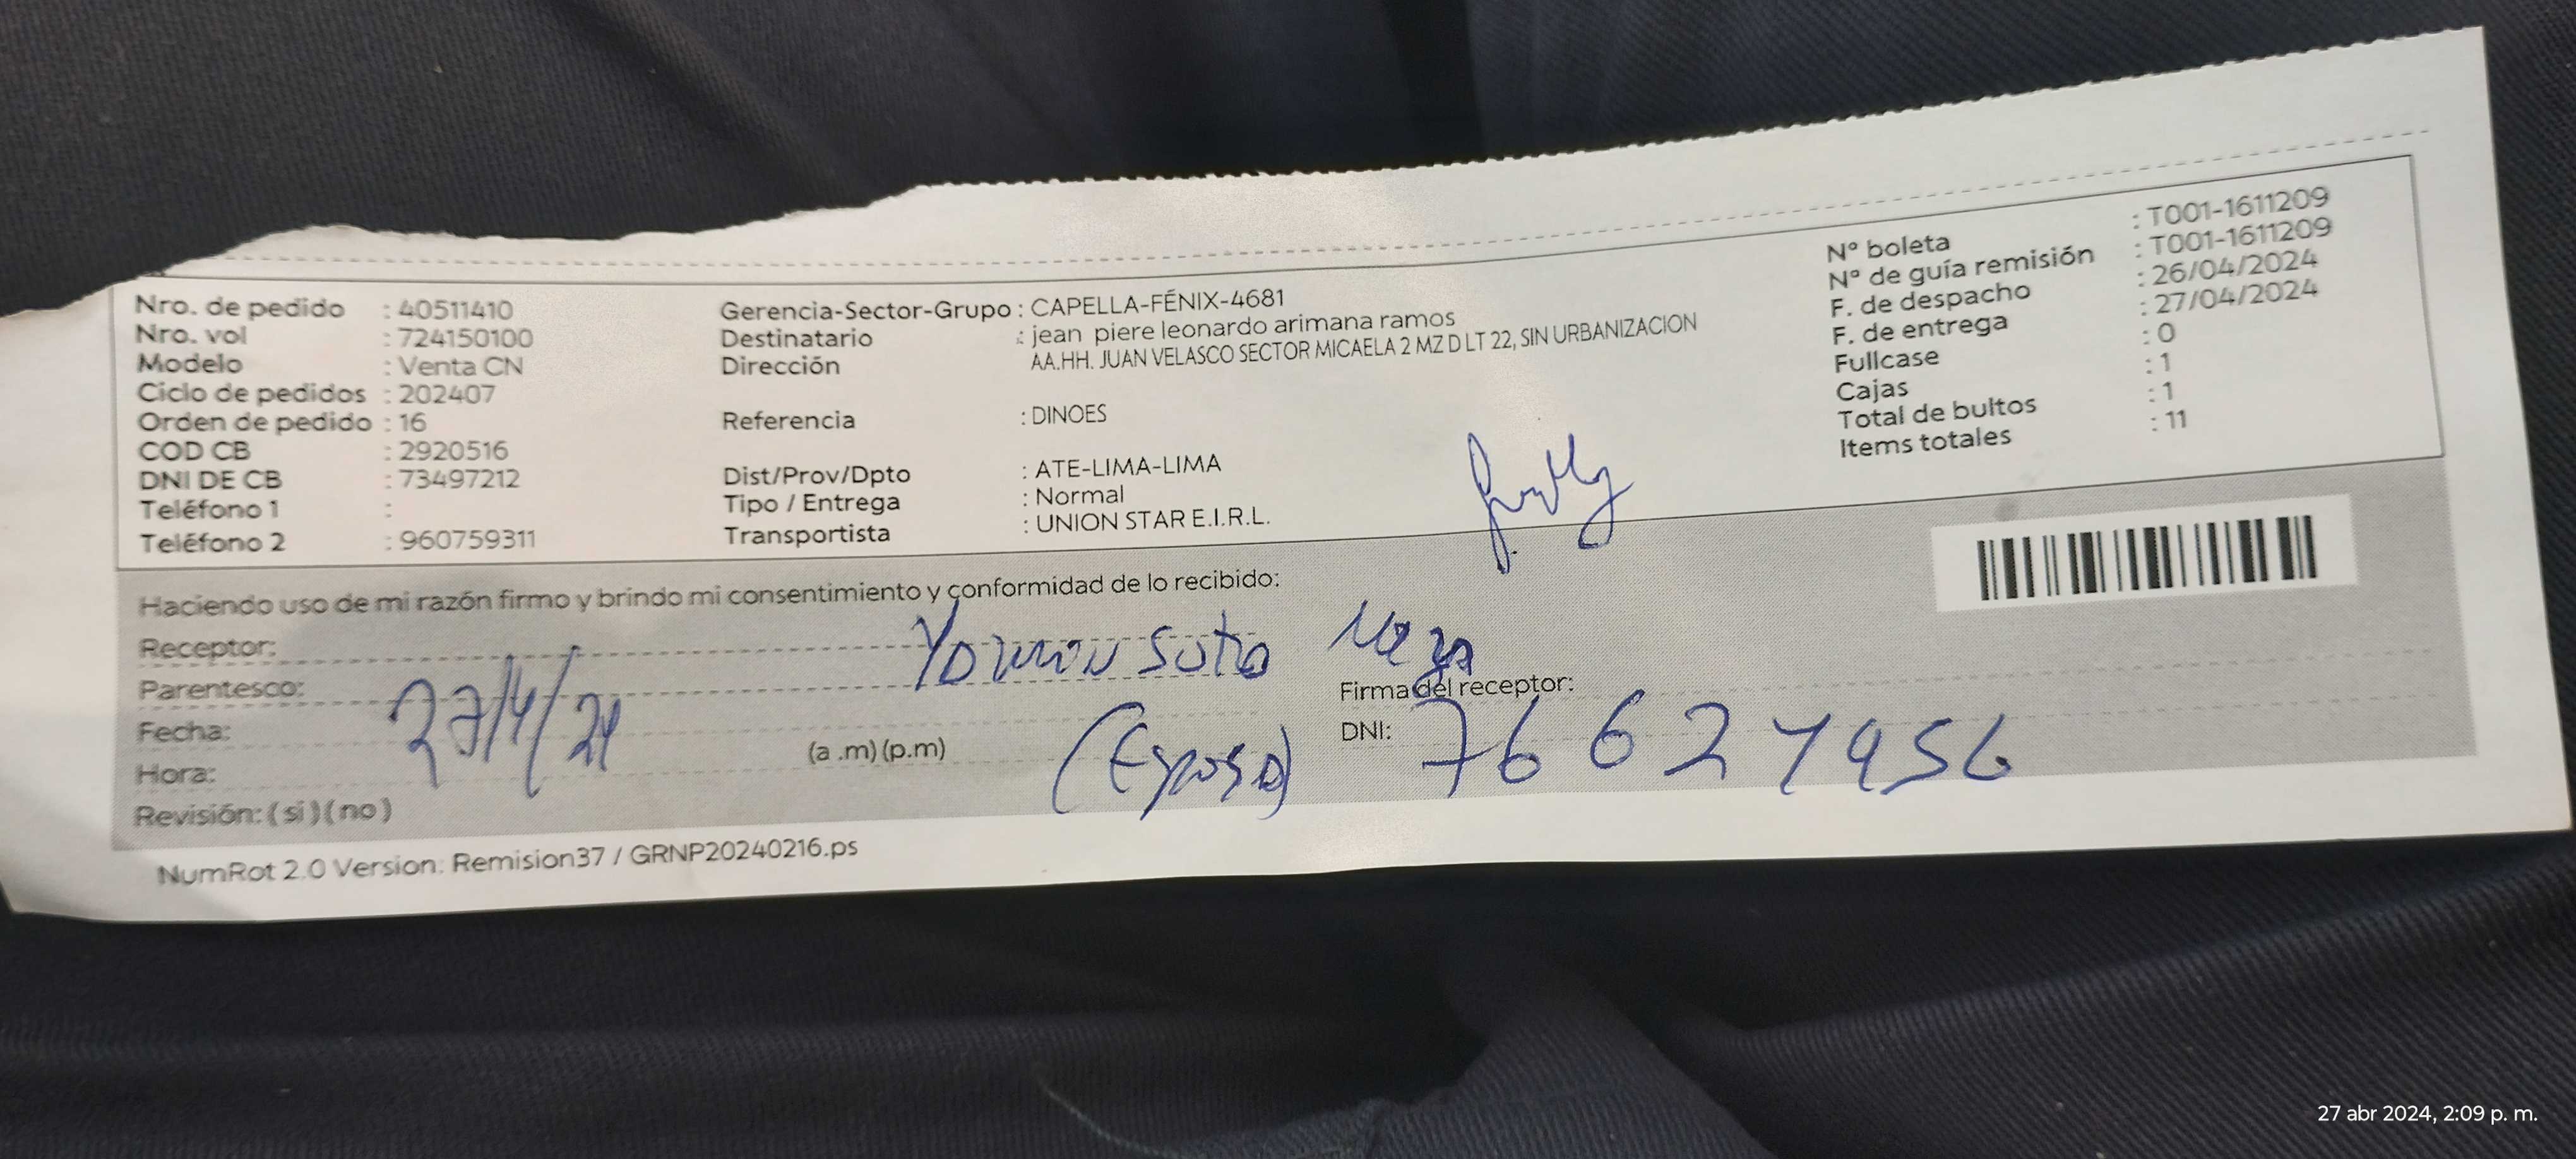 Nro. de pedido : 40511410
Nro. vol : 724150100
Modelo : Venta CN
Ciclo de pedidos : 202407
Orden de pedido : 16
COD CB : 2920516
DNI DE CB : 73497212
Teléfono 1 :
Teléfono 2 : 960759311
Gerencia-Sector-Grupo : CAPELLA-FÉNIX-4681
Destinatario : jean piere leonardo arimana ramos
Dirección AA.HH. JUAN VELASCO SECTOR MICAELA 2 MZ D LT 22, SIN URBANIZACION
Referencia : DINOES
Dist/Prov/Dpto : ATE-LIMA-LIMA
Tipo / Entrega : Normal
Transportista : UNION STAR E.I.R.L.
N° boleta : T001-1611209
N° de guía remisión : T001-1611209
F. de despacho : 26/04/2024
F. de entrega : 27/04/2024
Fullcase : 0
Cajas : 1
Total de bultos : 1
Items totales : 11
Haciendo uso de mi razón firmo y brindo mi consentimiento y conformidad de lo recibido:
Receptor:
Parentesco:
Fecha: 27/4/24
Hora: (a .m) (p.m)
Revisión: ( si ) ( no )
Soto
(Esposo)
Firma del receptor:
DNI: 76627956
NumRot 2.0 Version: Remision37 / GRNP20240216.ps
27 abr 2024, 2:09 p. m.